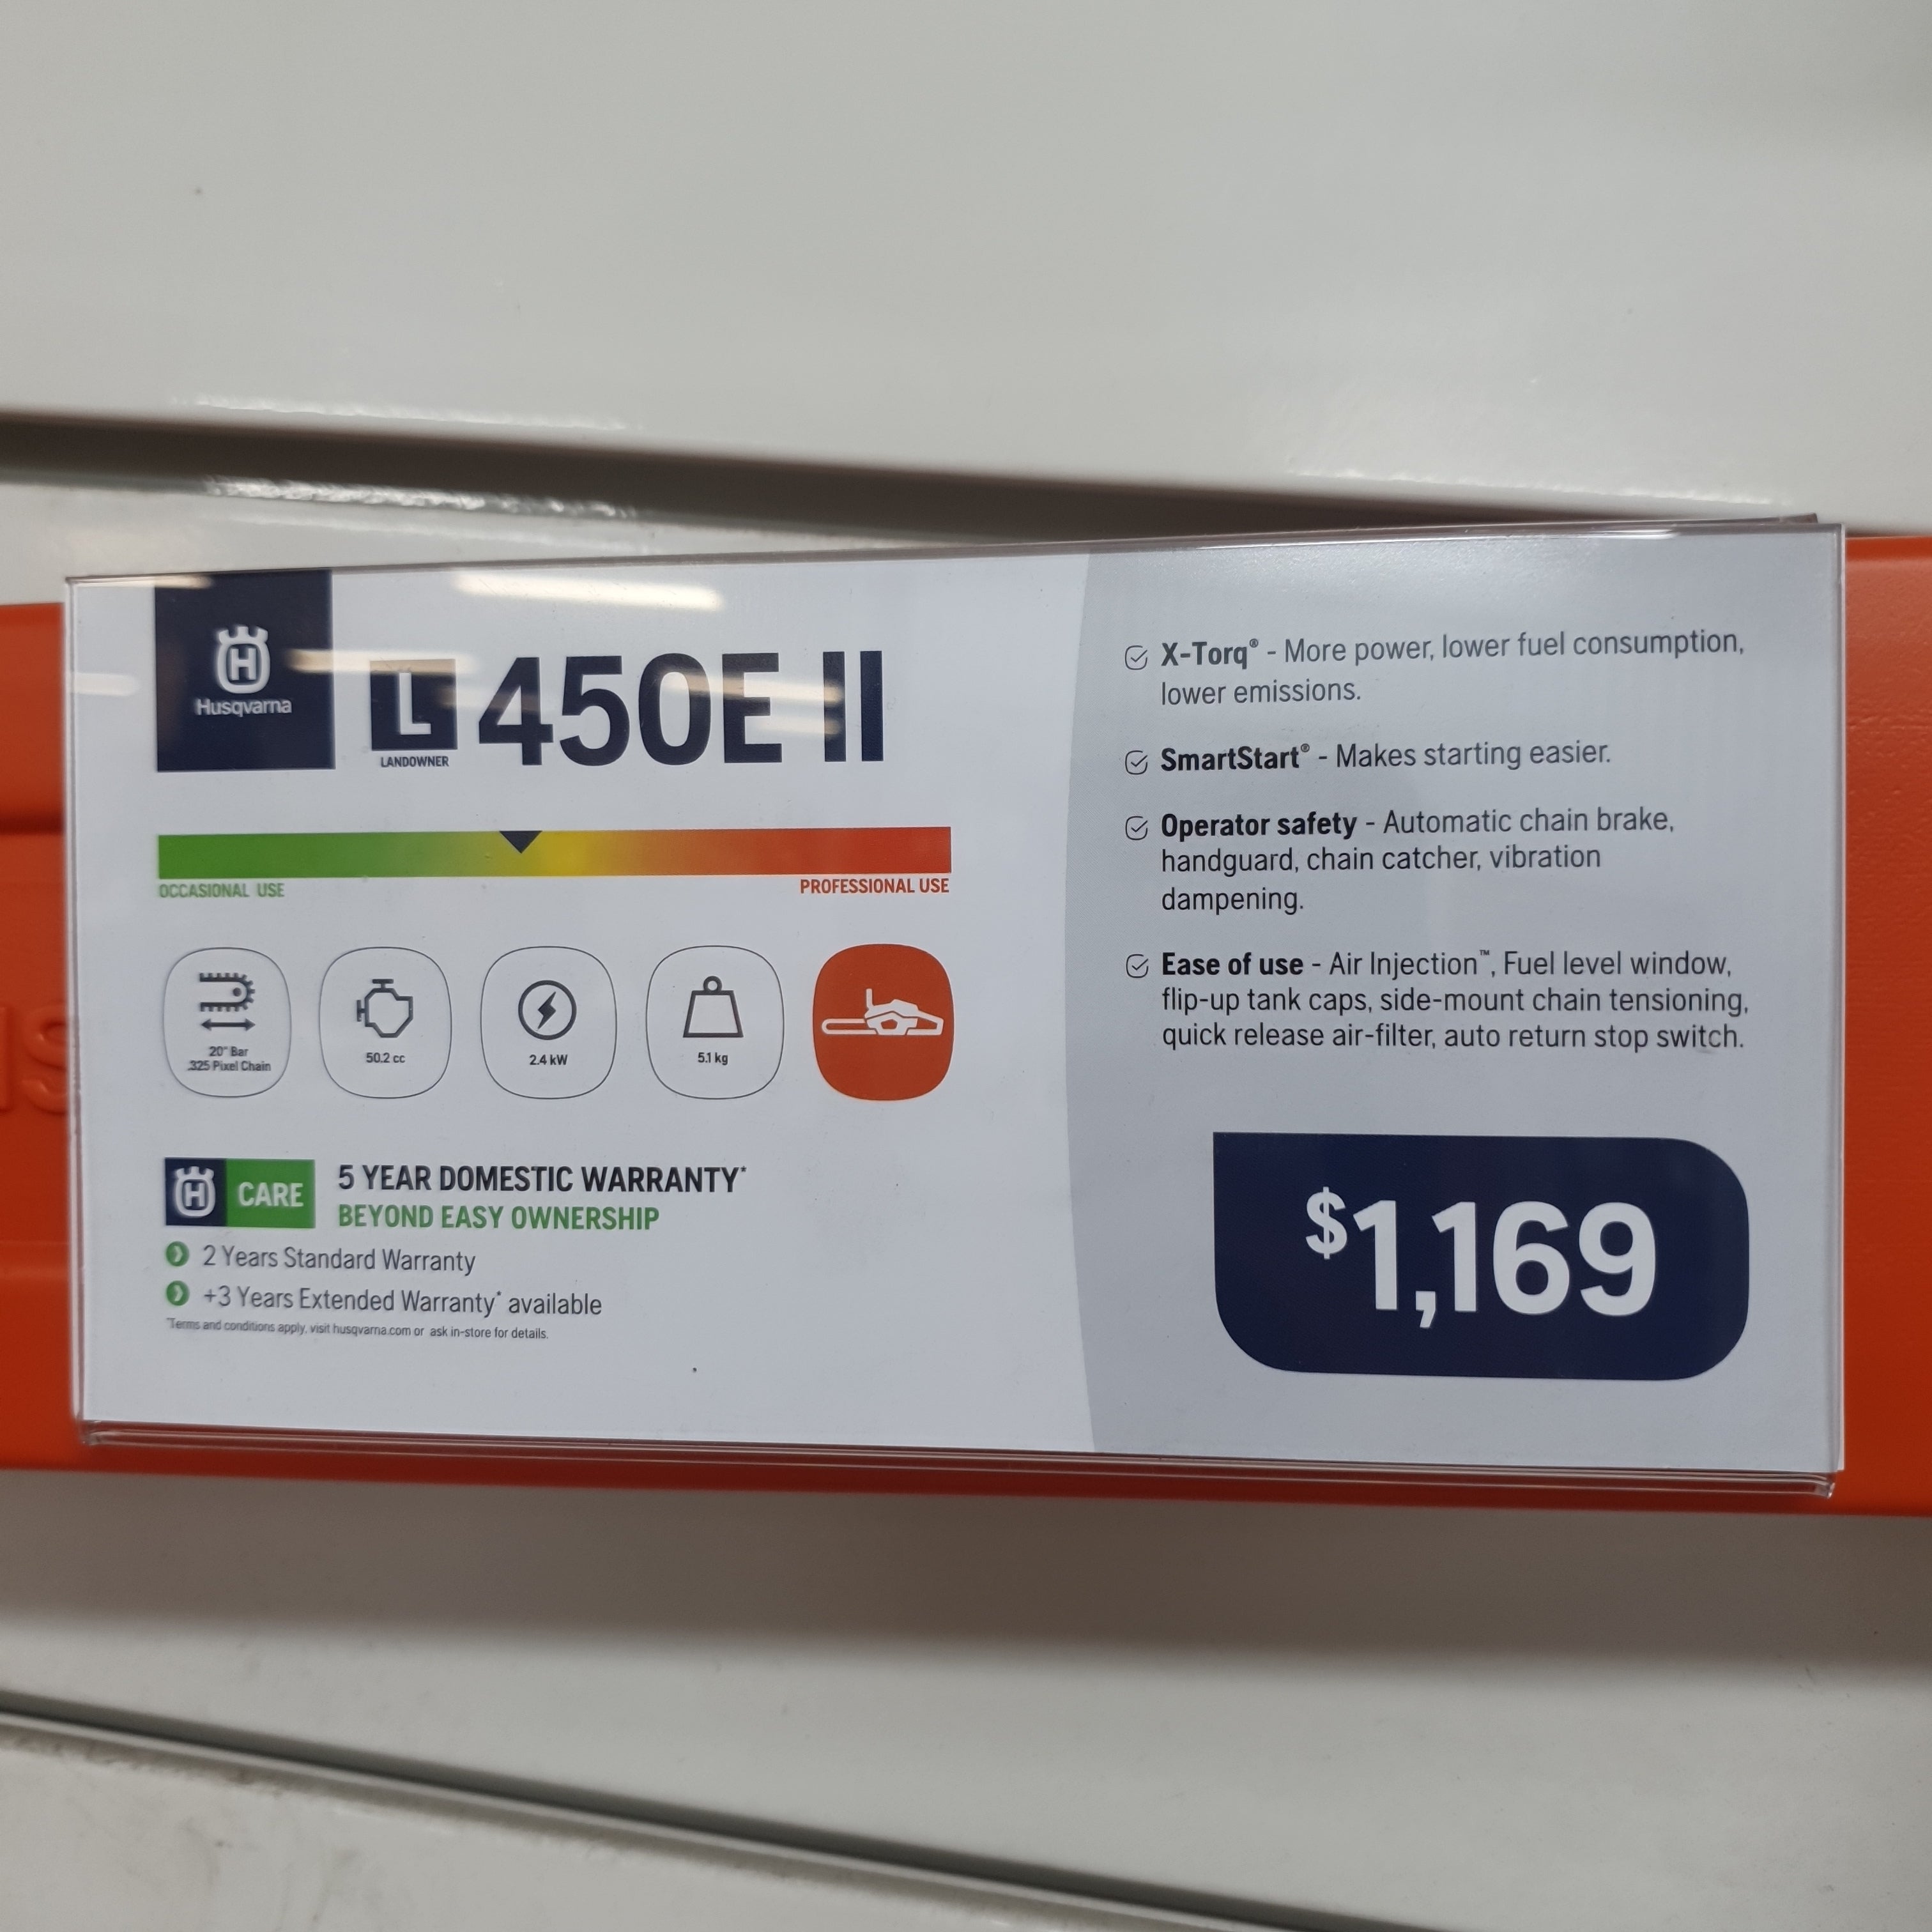 Husqvarna
L 450E II
LANDOWNER
OCCASIONAL USE
PROFESSIONAL USE
20" Bar
.325 Pixel Chain
50.2 cc
2.4 kW
5.1 kg
H CARE
5 YEAR DOMESTIC WARRANTY*
BEYOND EASY OWNERSHIP
2 Years Standard Warranty
+3 Years Extended Warranty* available
*Terms and conditions apply, visit husqvarna.com or ask in-store for details.
X-Torq® - More power, lower fuel consumption,
lower emissions.
SmartStart® - Makes starting easier.
Operator safety - Automatic chain brake,
handguard, chain catcher, vibration
dampening.
Ease of use - Air Injection™, Fuel level window,
flip-up tank caps, side-mount chain tensioning,
quick release air-filter, auto return stop switch.
$1,169